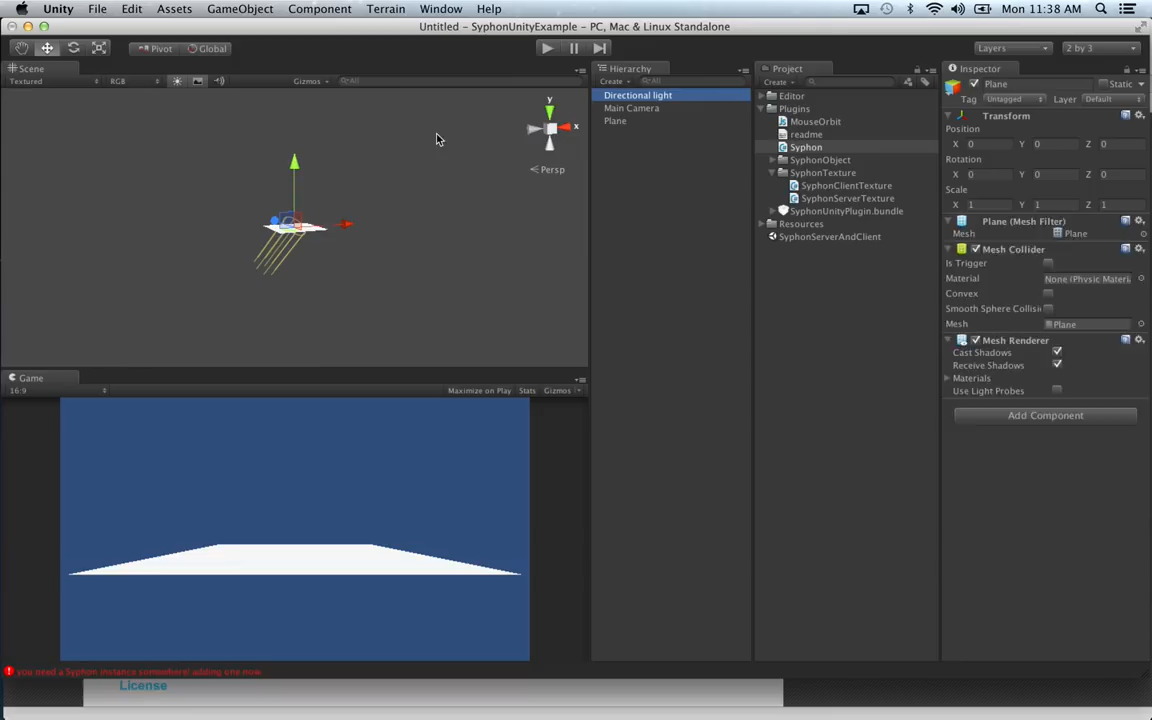 Unity File Edit Assets GameObject Component Terrain Window Help Mon 11:38 AM
Untitled - SyphonUnityExample - PC, Mac & Linux Standalone
Pivot Global Layers 2 by 3
Scene
Textured RGB Gizmos All
y
x
Persp
Game
16:9 Maximize on Play Stats Gizmos
you need a Syphon instance somewhere! adding one now.
License
Hierarchy
Create All
Directional light
Main Camera
Plane
Project
Create
Editor
Plugins
MouseOrbit
readme
Syphon
SyphonObject
SyphonTexture
SyphonClientTexture
SyphonServerTexture
SyphonUnityPlugin.bundle
Resources
SyphonServerAndClient
Inspector
Plane Static
Tag Untagged Layer Default
Transform
Position
X 0 Y 0 Z 0
Rotation
X 0 Y 0 Z 0
Scale
X 1 Y 1 Z 1
Plane (Mesh Filter)
Mesh Plane
Mesh Collider
Is Trigger
Material None (Physic Materi
Convex
Smooth Sphere Collisi
Mesh Plane
Mesh Renderer
Cast Shadows
Receive Shadows
Materials
Use Light Probes
Add Component